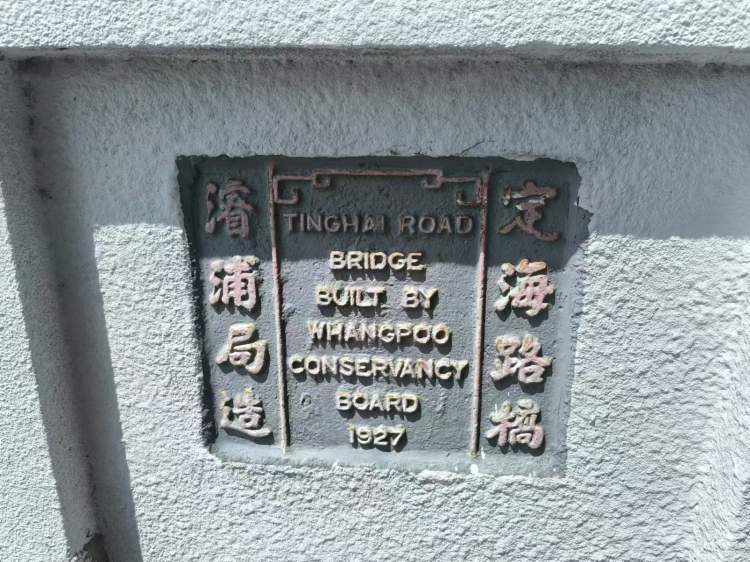 定海路橋
TINGHAI ROAD
BRIDGE
BUILT BY
WHANGPOO
CONSERVANCY
BOARD
1927
濬浦局造